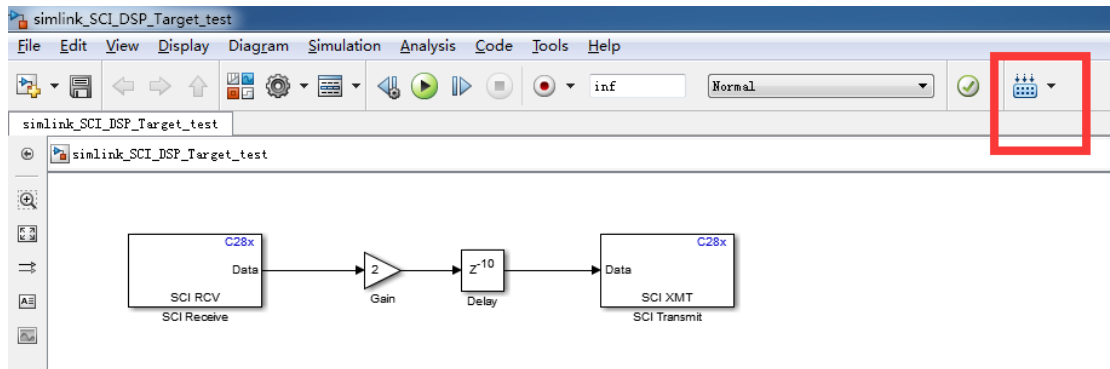 simlink_SCI_DSP_Target_test
File Edit View Display Diagram Simulation Analysis Code Tools Help
inf Normal
simlink_SCI_DSP_Target_test
simlink_SCI_DSP_Target_test
C28x C28x
Data 2 Z-10 Data
SCI RCV Gain Delay SCI XMT
SCI Receive SCI Transmit